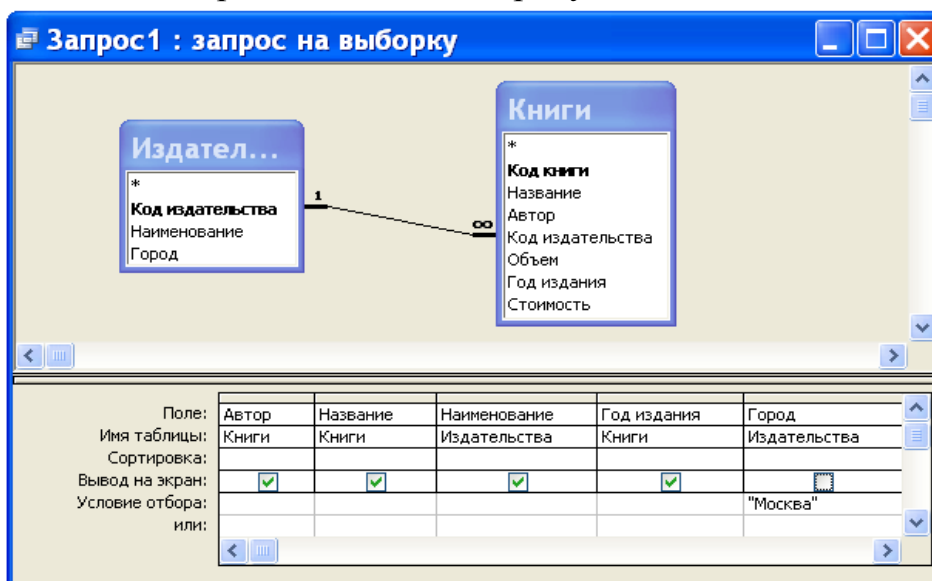 Запрос1 : запрос на выборку
Издател...
*
Код издательства
Наименование
Город
1
∞
Книги
*
Код книги
Название
Автор
Код издательства
Объем
Год издания
Стоимость
Поле: Автор Название Наименование Год издания Город
Имя таблицы: Книги Книги Издательства Книги Издательства
Сортировка:
Вывод на экран:
Условие отбора: "Москва"
или: